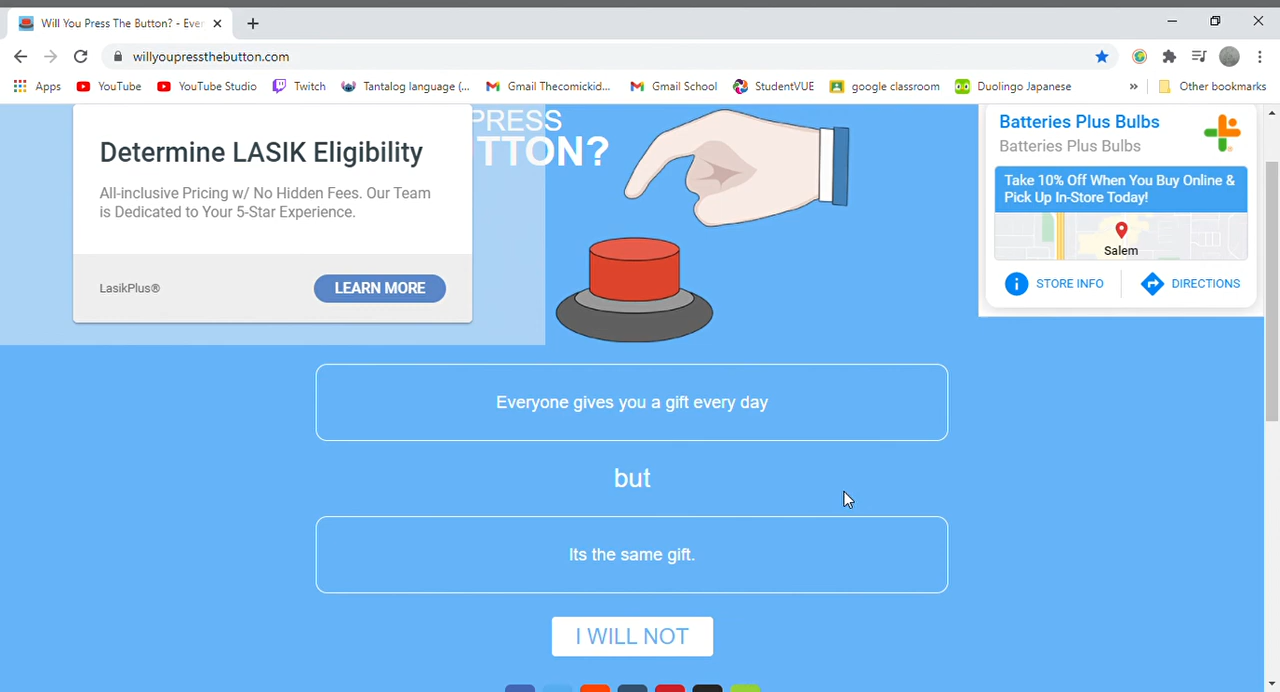 Will You Press The Button? - Ever
willyoupressthebutton.com
Apps YouTube YouTube Studio Twitch Tantalog language (... Gmail Thecomickid... Gmail School StudentVUE google classroom Duolingo Japanese » Other bookmarks
PRESS
TTON?
Determine LASIK Eligibility
All-inclusive Pricing w/ No Hidden Fees. Our Team
is Dedicated to Your 5-Star Experience.
LasikPlus®
LEARN MORE
Batteries Plus Bulbs
Batteries Plus Bulbs
Take 10% Off When You Buy Online &
Pick Up In-Store Today!
Salem
STORE INFO
DIRECTIONS
Everyone gives you a gift every day
but
Its the same gift.
I WILL NOT